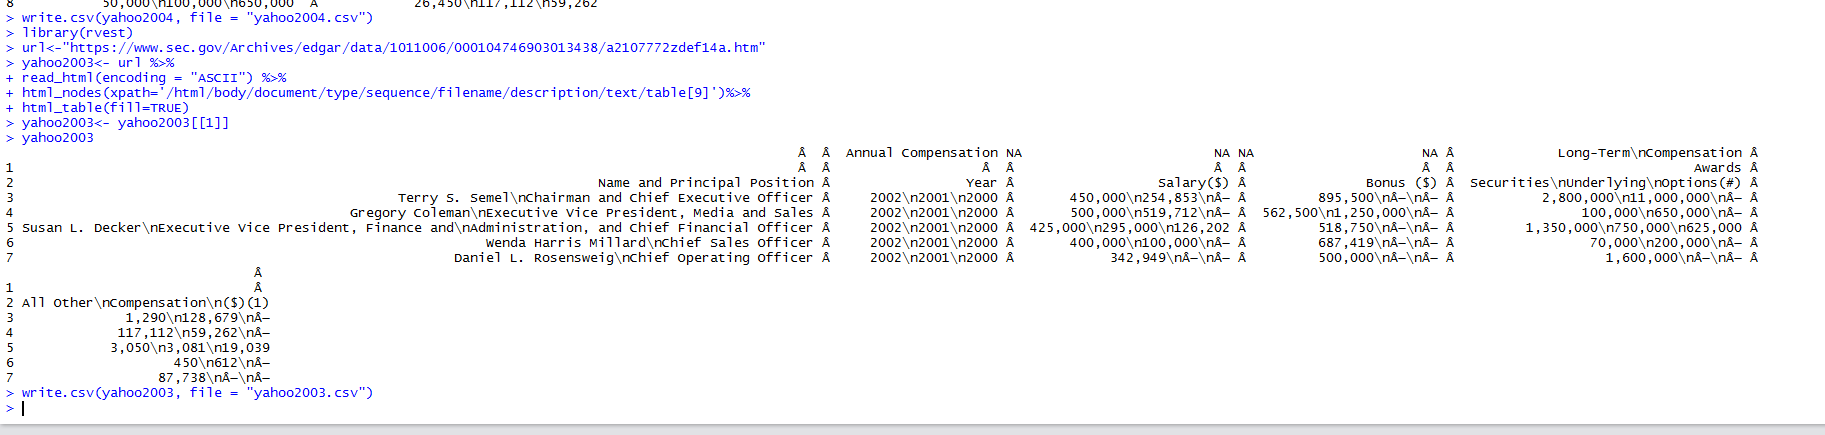 8 50,000\n100,000\n650,000 Â 26,450\n117,112\n59,262
> write.csv(yahoo2004, file = "yahoo2004.csv")
> library(rvest)
> url<-"https://www.sec.gov/Archives/edgar/data/1011006/000104746903013438/a2107772zdef14a.htm"
> yahoo2003<- url %>%
+ read_html(encoding = "ASCII") %>%
+ html_nodes(xpath='/html/body/document/type/sequence/filename/description/text/table[9]')%>%
+ html_table(fill=TRUE)
> yahoo2003<- yahoo2003[[1]]
> yahoo2003
Â Â Annual Compensation NA NA NA NA Â Long-Term\nCompensation Â
1 Â Â Â Â Â Â Â Â Awards Â
2 Name and Principal Position Â Year Â Salary($) Â Bonus ($) Â Securities\nUnderlying\nOptions(#) Â
3 Terry S. Semel\nChairman and Chief Executive Officer Â 2002\n2001\n2000 Â 450,000\n254,853\nÂ— Â 895,500\nÂ—\nÂ— Â 2,800,000\n11,000,000\nÂ— Â
4 Gregory Coleman\nExecutive Vice President, Media and Sales Â 2002\n2001\n2000 Â 500,000\n519,712\nÂ— Â 562,500\n1,250,000\nÂ— Â 100,000\n650,000\nÂ— Â
5 Susan L. Decker\nExecutive Vice President, Finance and\nAdministration, and Chief Financial Officer Â 2002\n2001\n2000 Â 425,000\n295,000\n126,202 Â 518,750\nÂ—\nÂ— Â 1,350,000\n750,000\n625,000 Â
6 Wenda Harris Millard\nChief Sales Officer Â 2002\n2001\n2000 Â 400,000\n100,000\nÂ— Â 687,419\nÂ—\nÂ— Â 70,000\n200,000\nÂ— Â
7 Daniel L. Rosensweig\nChief Operating Officer Â 2002\n2001\n2000 Â 342,949\nÂ—\nÂ— Â 500,000\nÂ—\nÂ— Â 1,600,000\nÂ—\nÂ— Â
Â
1 Â
2 All Other\nCompensation\n($)(1)
3 1,290\n128,679\nÂ—
4 117,112\n59,262\nÂ—
5 3,050\n3,081\n19,039
6 450\n612\nÂ—
7 87,738\nÂ—\nÂ—
> write.csv(yahoo2003, file = "yahoo2003.csv")
>